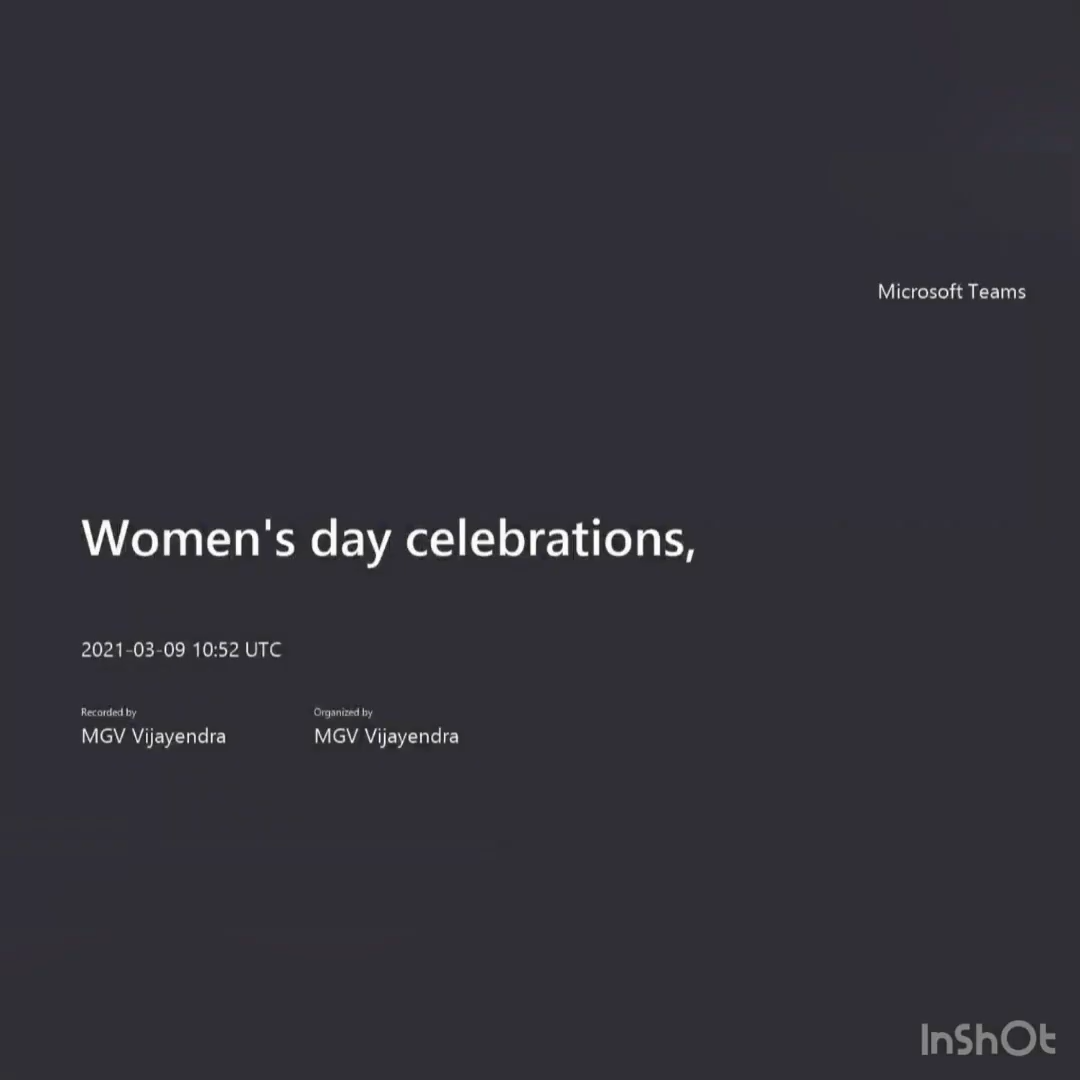 Microsoft Teams
Women's day celebrations,
2021-03-09 10:52 UTC
Recorded by
MGV Vijayendra
Organized by
MGV Vijayendra
InShOt